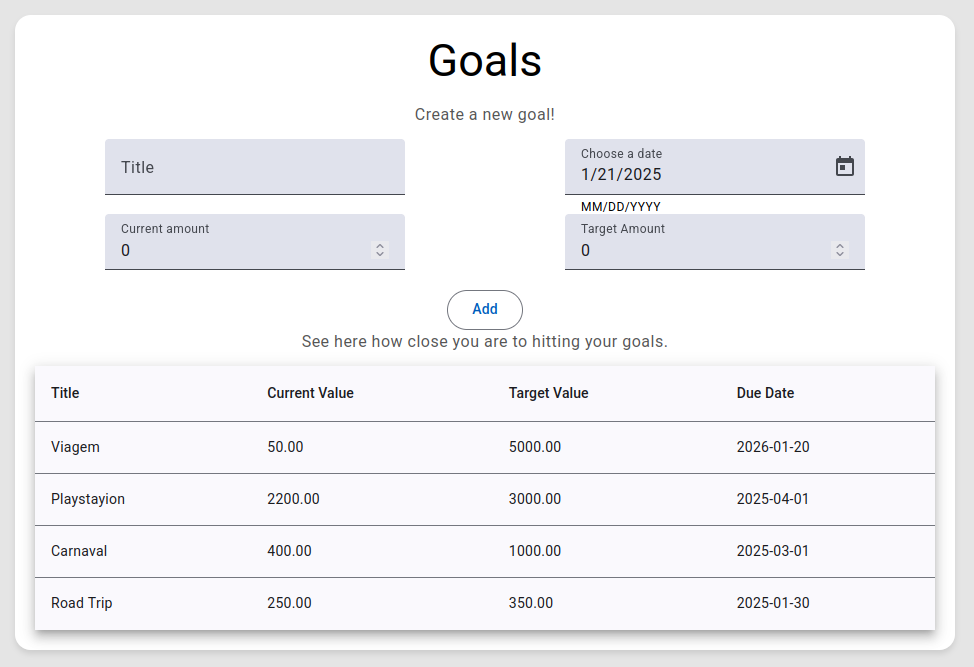 Goals
Create a new goal!
Title
Choose a date
1/21/2025
MM/DD/YYYY
Current amount
0
Target Amount
0
Add
See here how close you are to hitting your goals.
Title Current Value Target Value Due Date
Viagem 50.00 5000.00 2026-01-20
Playstayion 2200.00 3000.00 2025-04-01
Carnaval 400.00 1000.00 2025-03-01
Road Trip 250.00 350.00 2025-01-30